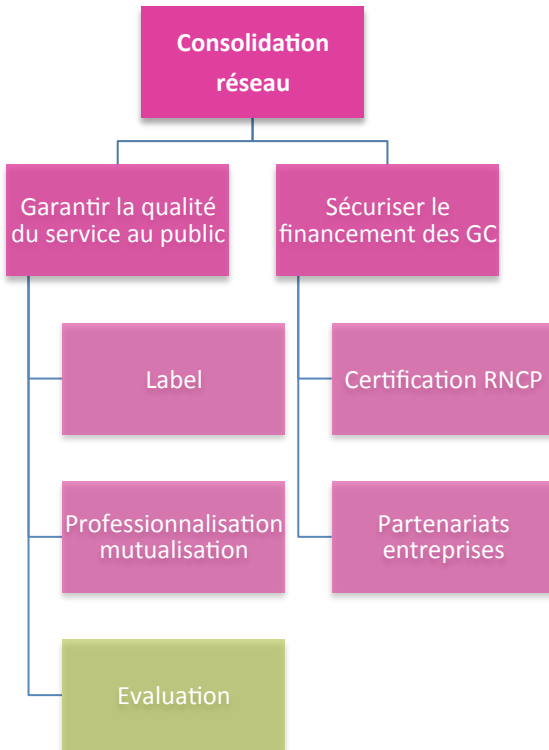 Consolidation
réseau
Garantir la qualité
du service au public
Sécuriser le
financement des GC
Label
Certification RNCP
Professionnalisation
mutualisation
Partenariats
entreprises
Evaluation